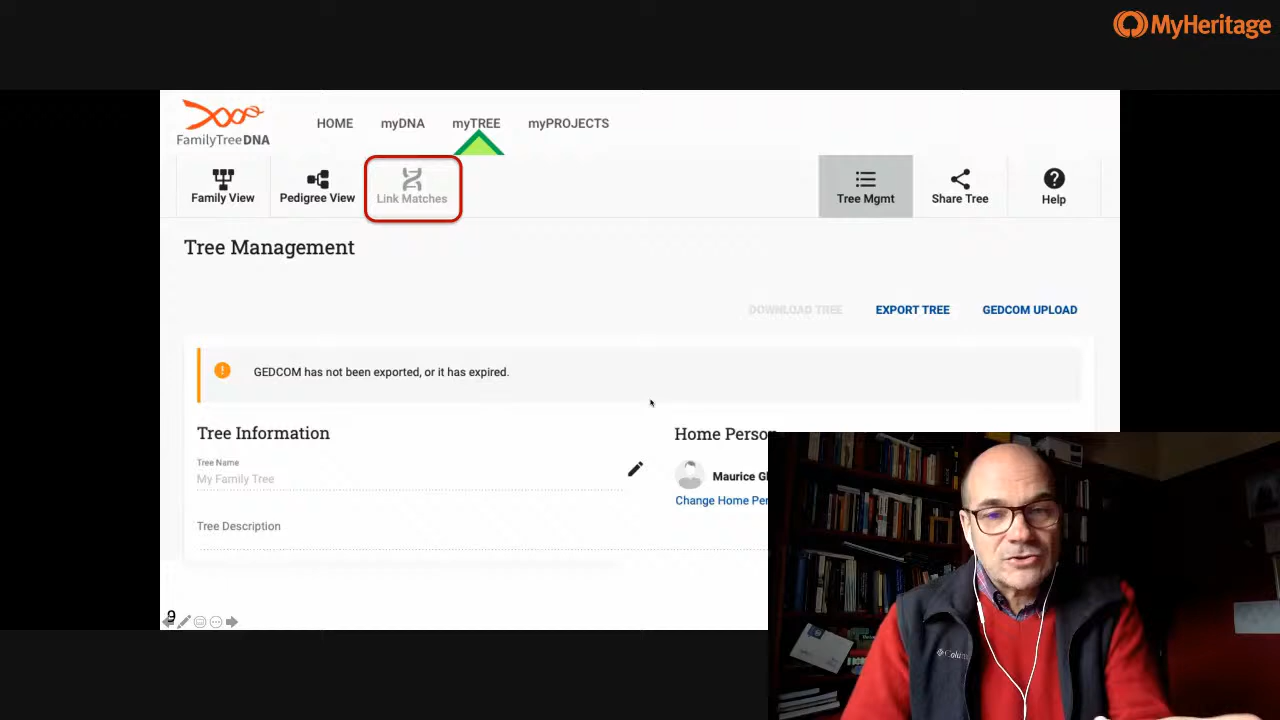 MyHeritage
FamilyTreeDNA
HOME myDNA myTREE myPROJECTS
Family View Pedigree View Link Matches Tree Mgmt Share Tree Help
Tree Management
DOWNLOAD TREE EXPORT TREE GEDCOM UPLOAD
GEDCOM has not been exported, or it has expired.
Tree Information
Home Person
Tree Name
My Family Tree
Maurice
Change Home
Tree Description
9